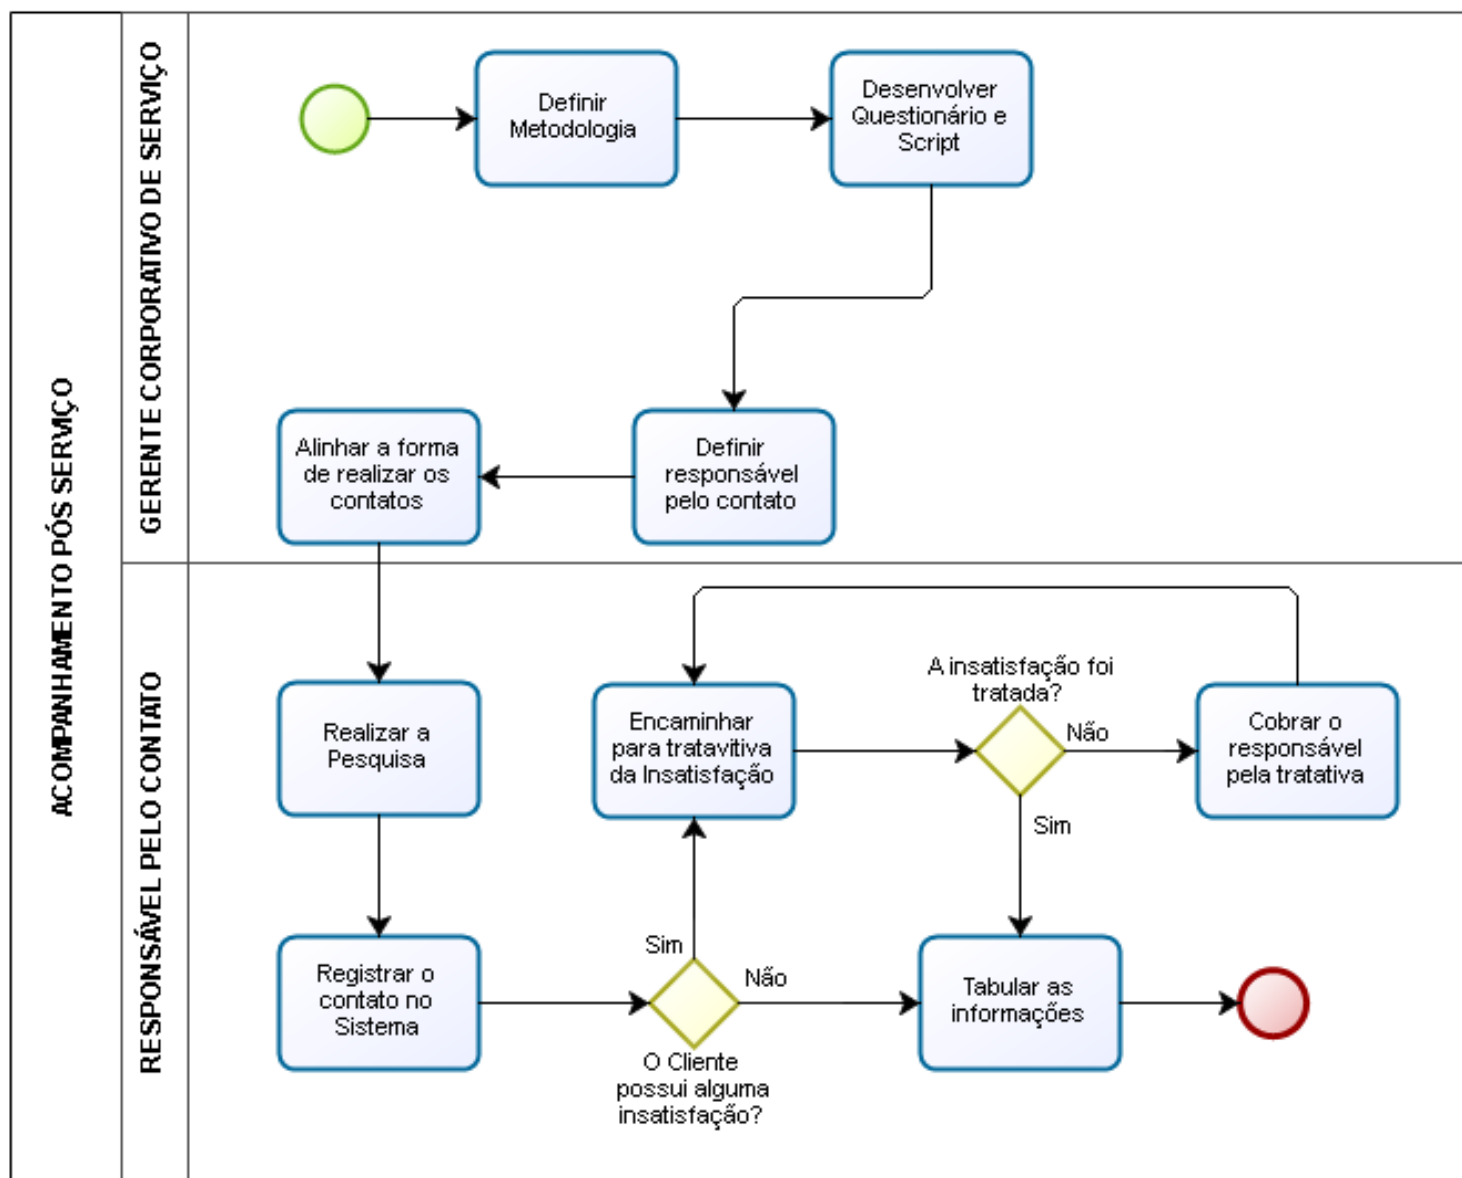 ACOMPANHAMENTO PÓS SERVIÇO
GERENTE CORPORATIVO DE SERVIÇO
Definir
Metodologia
Desenvolver
Questionário e
Script
Definir
responsável
pelo contato
Alinhar a forma
de realizar os
contatos
RESPONSÁVEL PELO CONTATO
Realizar a
Pesquisa
Registrar o
contato no
Sistema
O Cliente
possui alguma
insatisfação?
Sim
Não
Encaminhar
para tratavitiva
da Insatisfação
A insatisfação foi
tratada?
Não
Sim
Cobrar o
responsável
pela tratativa
Tabular as
informações